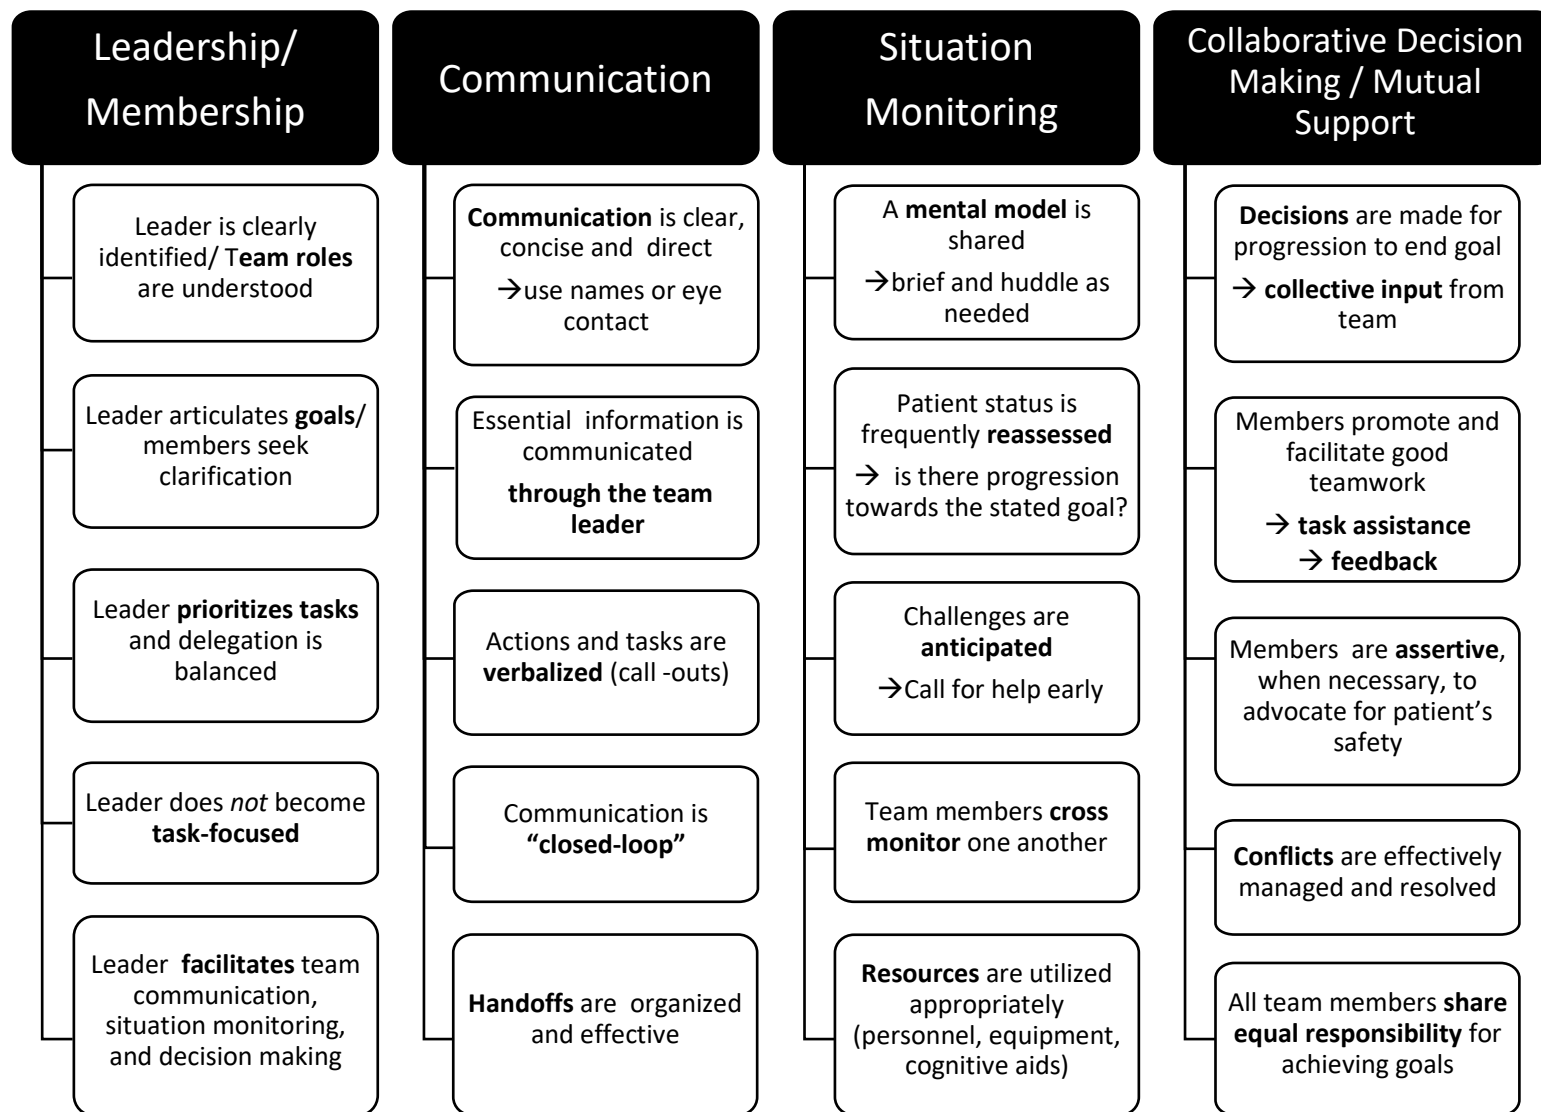 Leadership/
Membership
Leader is clearly
identified/ Team roles
are understood
Leader articulates goals/
members seek
clarification
Leader prioritizes tasks
and delegation is
balanced
Leader does not become
task-focused
Leader facilitates team
communication,
situation monitoring,
and decision making
Communication
Communication is clear,
concise and direct
→use names or eye
contact
Essential information is
communicated
through the team
leader
Actions and tasks are
verbalized (call -outs)
Communication is
“closed-loop”
Handoffs are organized
and effective
Situation
Monitoring
A mental model is
shared
→brief and huddle as
needed
Patient status is
frequently reassessed
→ is there progression
towards the stated goal?
Challenges are
anticipated
→Call for help early
Team members cross
monitor one another
Resources are utilized
appropriately
(personnel, equipment,
cognitive aids)
Collaborative Decision
Making / Mutual
Support
Decisions are made for
progression to end goal
→ collective input from
team
Members promote and
facilitate good
teamwork
→ task assistance
→ feedback
Members are assertive,
when necessary, to
advocate for patient’s
safety
Conflicts are effectively
managed and resolved
All team members share
equal responsibility for
achieving goals